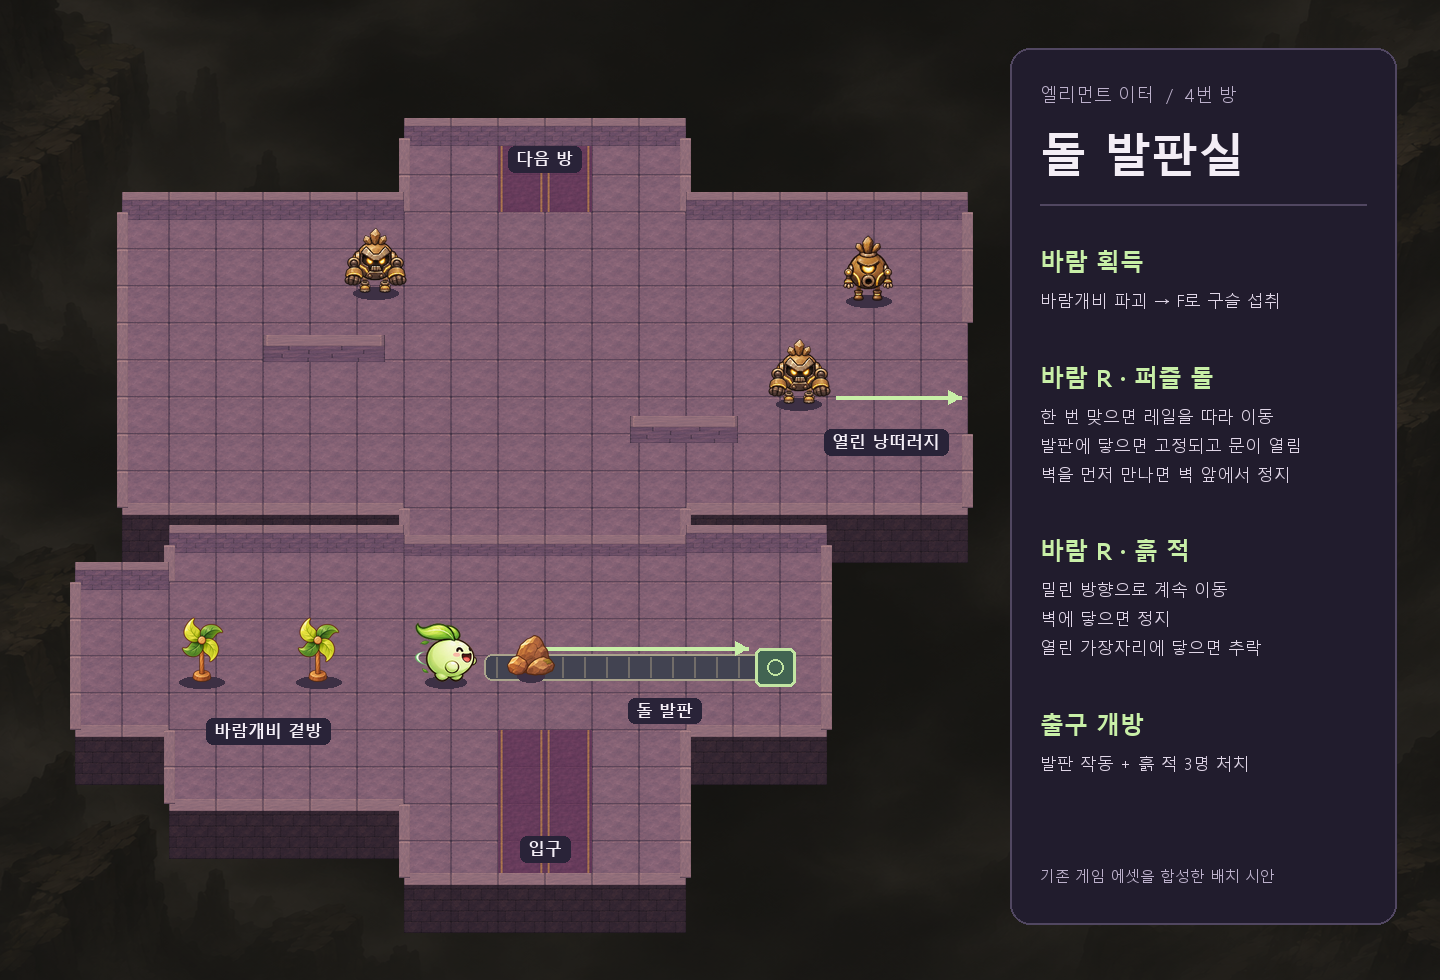 다음 방
열린 낭떠러지
돌 발판
바람개비 곁방
입구
엘리먼트 이터 / 4번 방
돌 발판실
바람 획득
바람개비 파괴 → F로 구슬 섭취
바람 R · 퍼즐 돌
한 번 맞으면 레일을 따라 이동
발판에 닿으면 고정되고 문이 열림
벽을 먼저 만나면 벽 앞에서 정지
바람 R · 흙 적
밀린 방향으로 계속 이동
벽에 닿으면 정지
열린 가장자리에 닿으면 추락
출구 개방
발판 작동 + 흙 적 3명 처치
기존 게임 에셋을 합성한 배치 시안